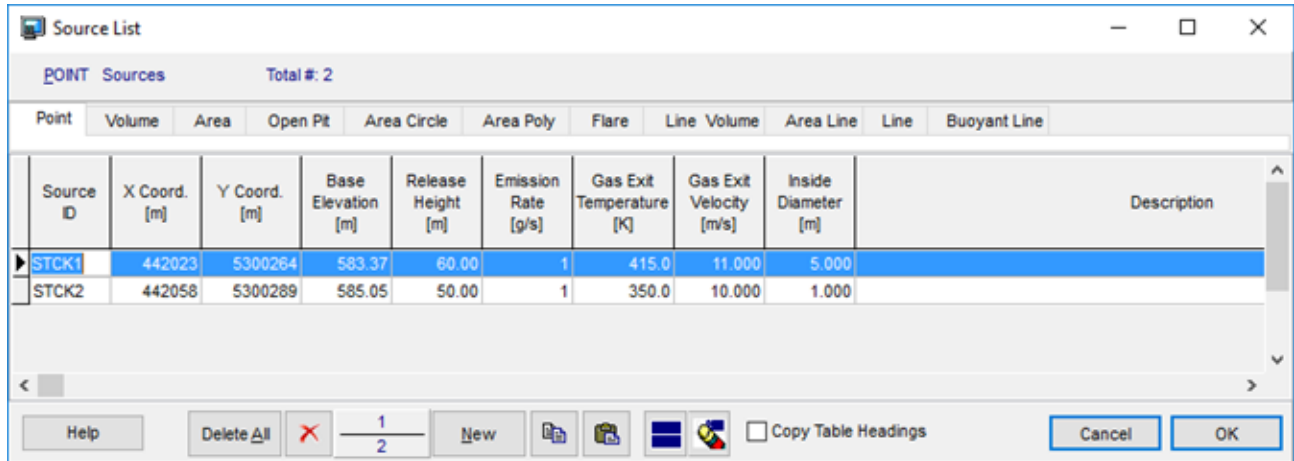 Source List
POINT Sources Total #: 2
Point Volume Area Open Pit Area Circle Area Poly Flare Line Volume Area Line Line Buoyant Line
Source ID X Coord. [m] Y Coord. [m] Base Elevation [m] Release Height [m] Emission Rate [g/s] Gas Exit Temperature [K] Gas Exit Velocity [m/s] Inside Diameter [m] Description
STCK1 442023 5300264 583.37 60.00 1 415.0 11.000 5.000
STCK2 442058 5300289 585.05 50.00 1 350.0 10.000 1.000
Help Delete All 1 2 New Copy Table Headings Cancel OK